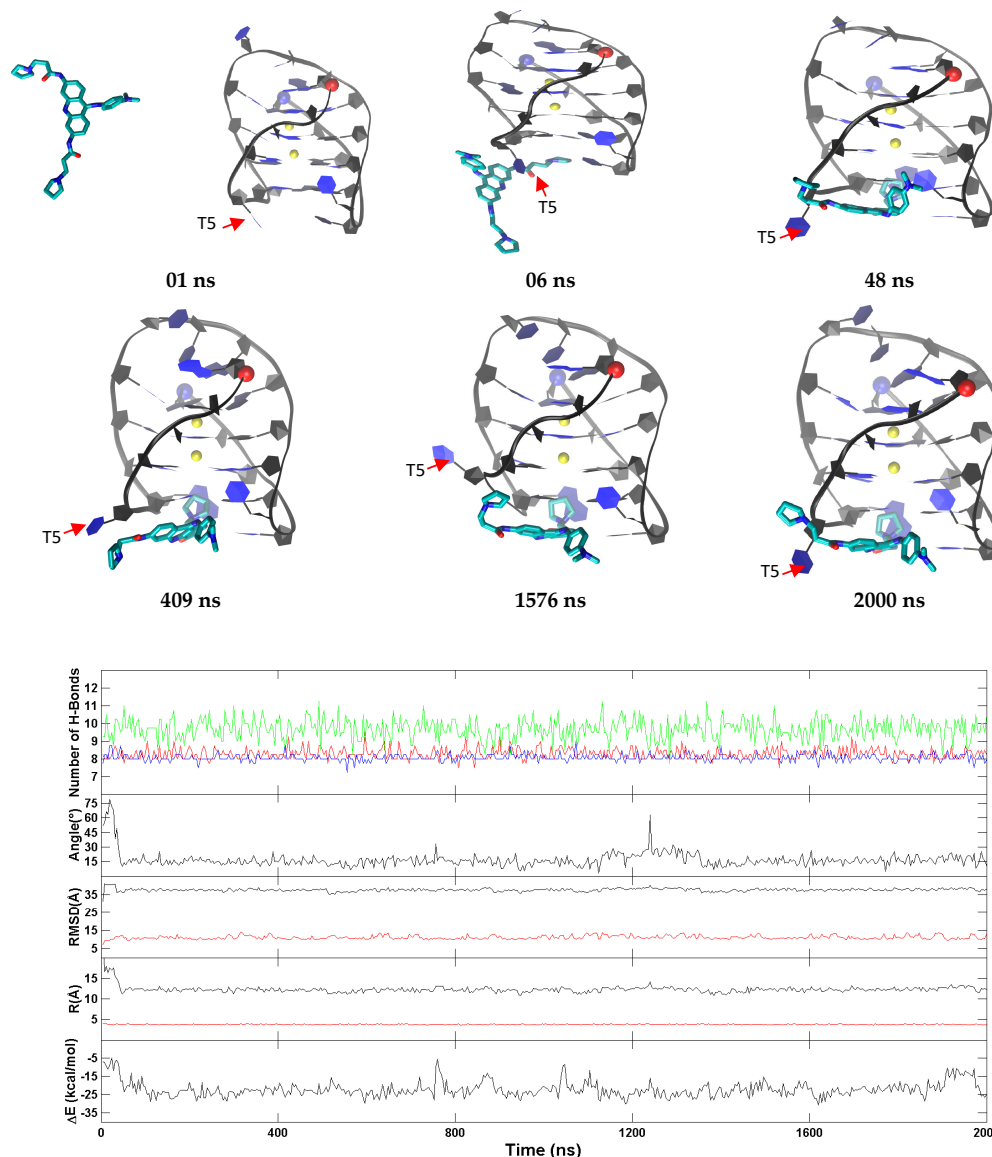 T5
T5
T5
01 ns
06 ns
48 ns
T5
T5
T5
409 ns
1576 ns
2000 ns
Number of H-Bonds
12
11
10
9
8
7
Angle(°)
75
60
45
30
15
RMSD(Å)
35
25
15
5
R(Å)
15
10
5
ΔE (kcal/mol)
-5
-15
-25
-35
0
400
800
1200
1600
200
Time (ns)